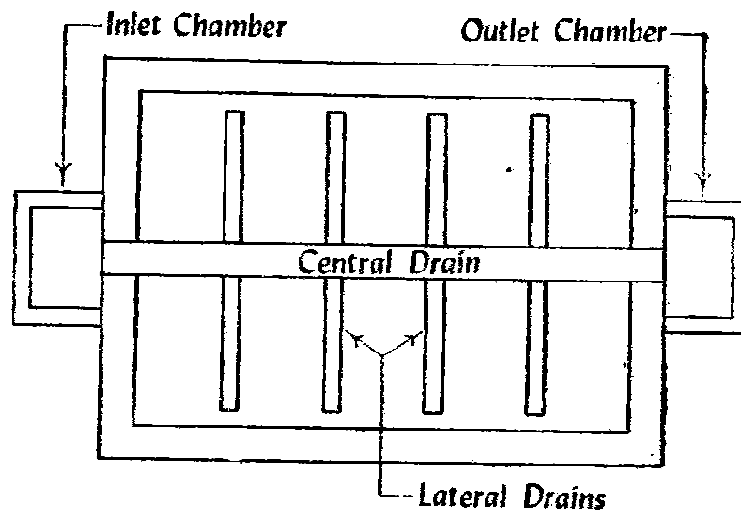 Inlet Chamber
Outlet Chamber
Central Drain
Lateral Drains